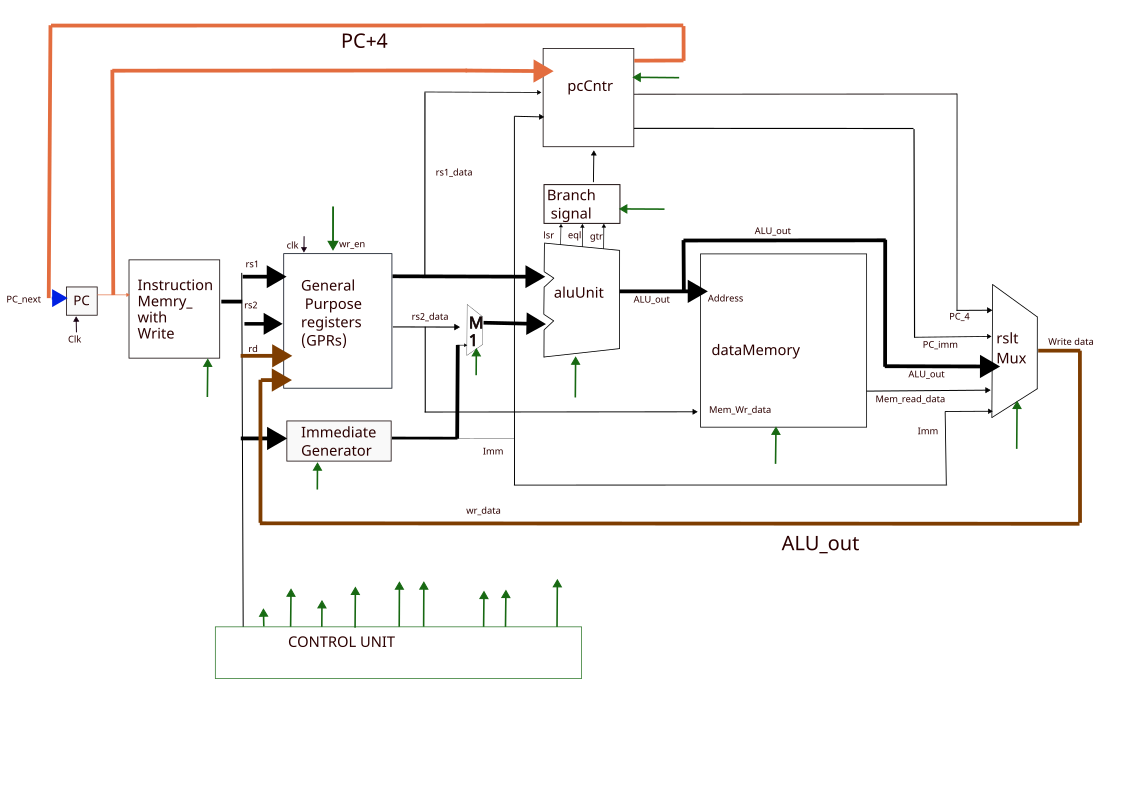 PC+4
pcCntr
rs1_data
Branch
signal
lsr
eql
gtr
ALU_out
clk
wr_en
rs1
PC_next
PC
Clk
Instruction
Memry_
with
Write
rs2
rd
General
Purpose
registers
(GPRs)
rs2_data
M
1
aluUnit
ALU_out
Address
dataMemory
Mem_Wr_data
PC_4
PC_imm
ALU_out
Mem_read_data
Imm
rslt
Mux
Write data
Immediate
Generator
Imm
wr_data
ALU_out
CONTROL UNIT